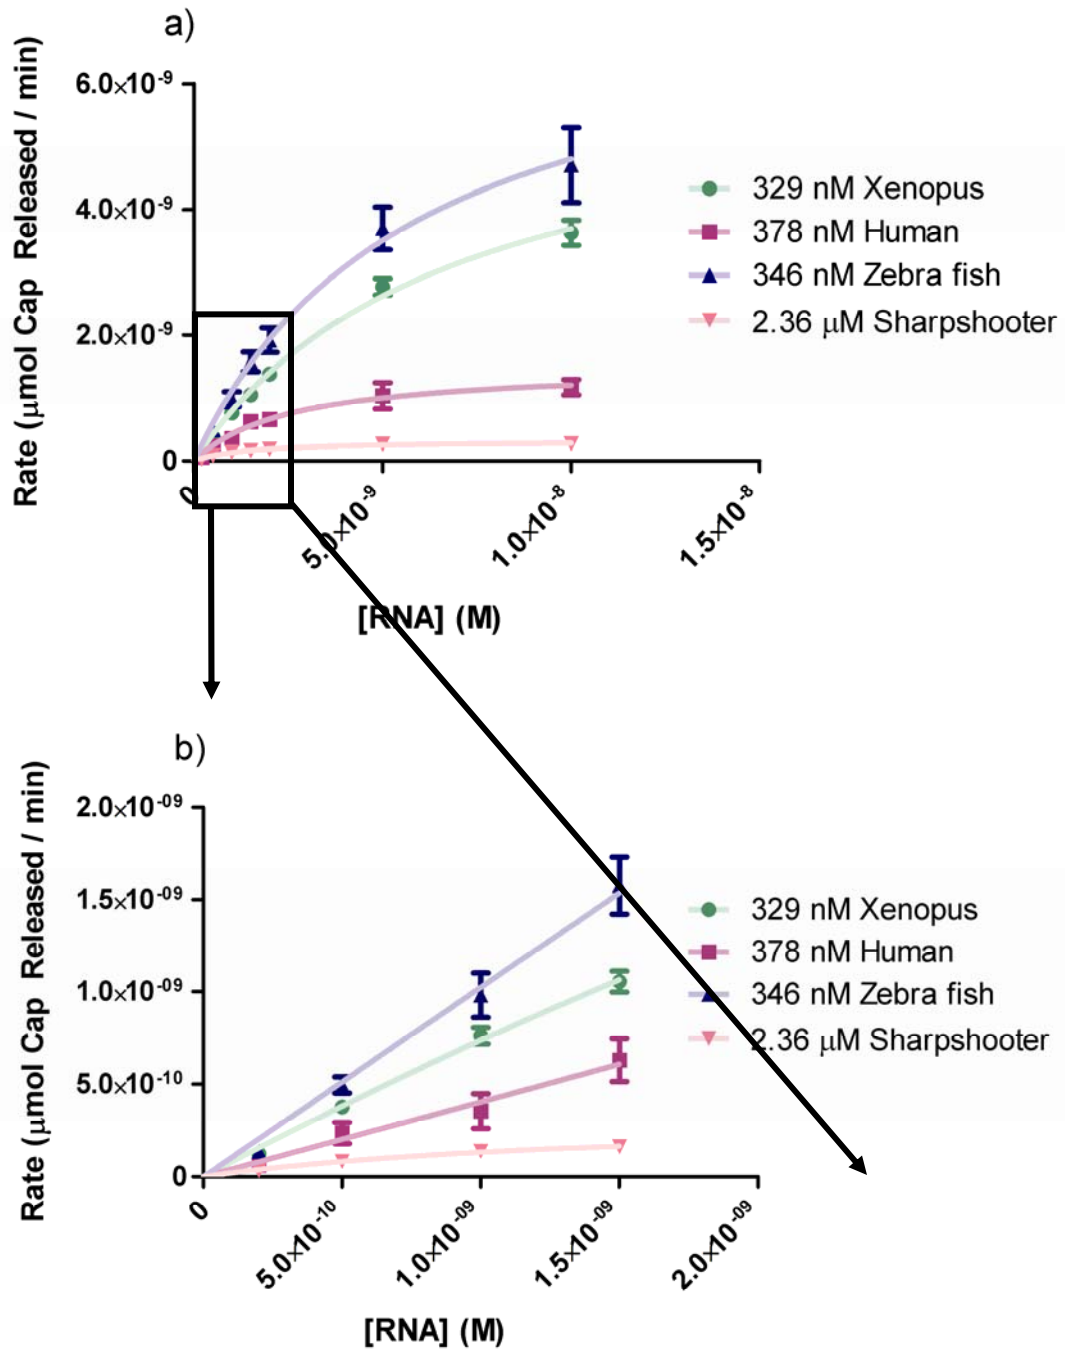 a)
Rate (μmol Cap Released / min)
6.0×10⁻⁹
4.0×10⁻⁹
2.0×10⁻⁹
0
0
5.0×10⁻⁹
1.0×10⁻⁸
1.5×10⁻⁸
[RNA] (M)
329 nM Xenopus
378 nM Human
346 nM Zebra fish
2.36 μM Sharpshooter
b)
Rate (μmol Cap Released / min)
2.0×10⁻⁰⁹
1.5×10⁻⁰⁹
1.0×10⁻⁰⁹
5.0×10⁻¹⁰
0
0
5.0×10⁻¹⁰
1.0×10⁻⁰⁹
1.5×10⁻⁰⁹
2.0×10⁻⁰⁹
[RNA] (M)
329 nM Xenopus
378 nM Human
346 nM Zebra fish
2.36 μM Sharpshooter